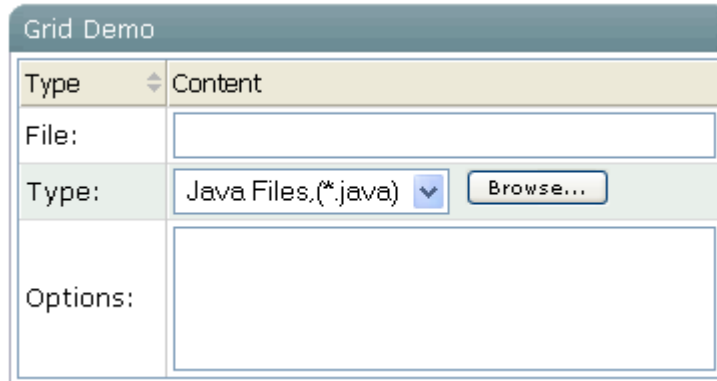 Grid Demo
Type Content
File:
Type: Java Files,(*.java) Browse...
Options: